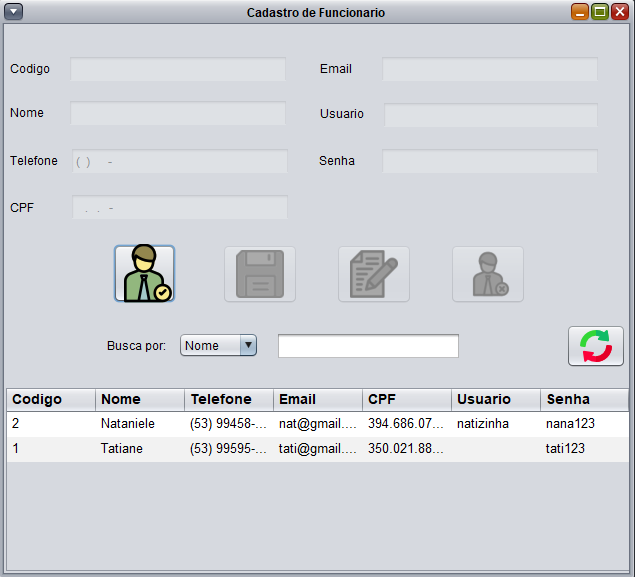 Cadastro de Funcionario
Codigo
Email
Nome
Usuario
Telefone ( ) -
Senha
CPF . . -
Busca por: Nome
Codigo Nome Telefone Email CPF Usuario Senha
2 Nataniele (53) 99458-... nat@gmail.... 394.686.07... natizinha nana123
1 Tatiane (53) 99595-... tati@gmail.... 350.021.88... tati123